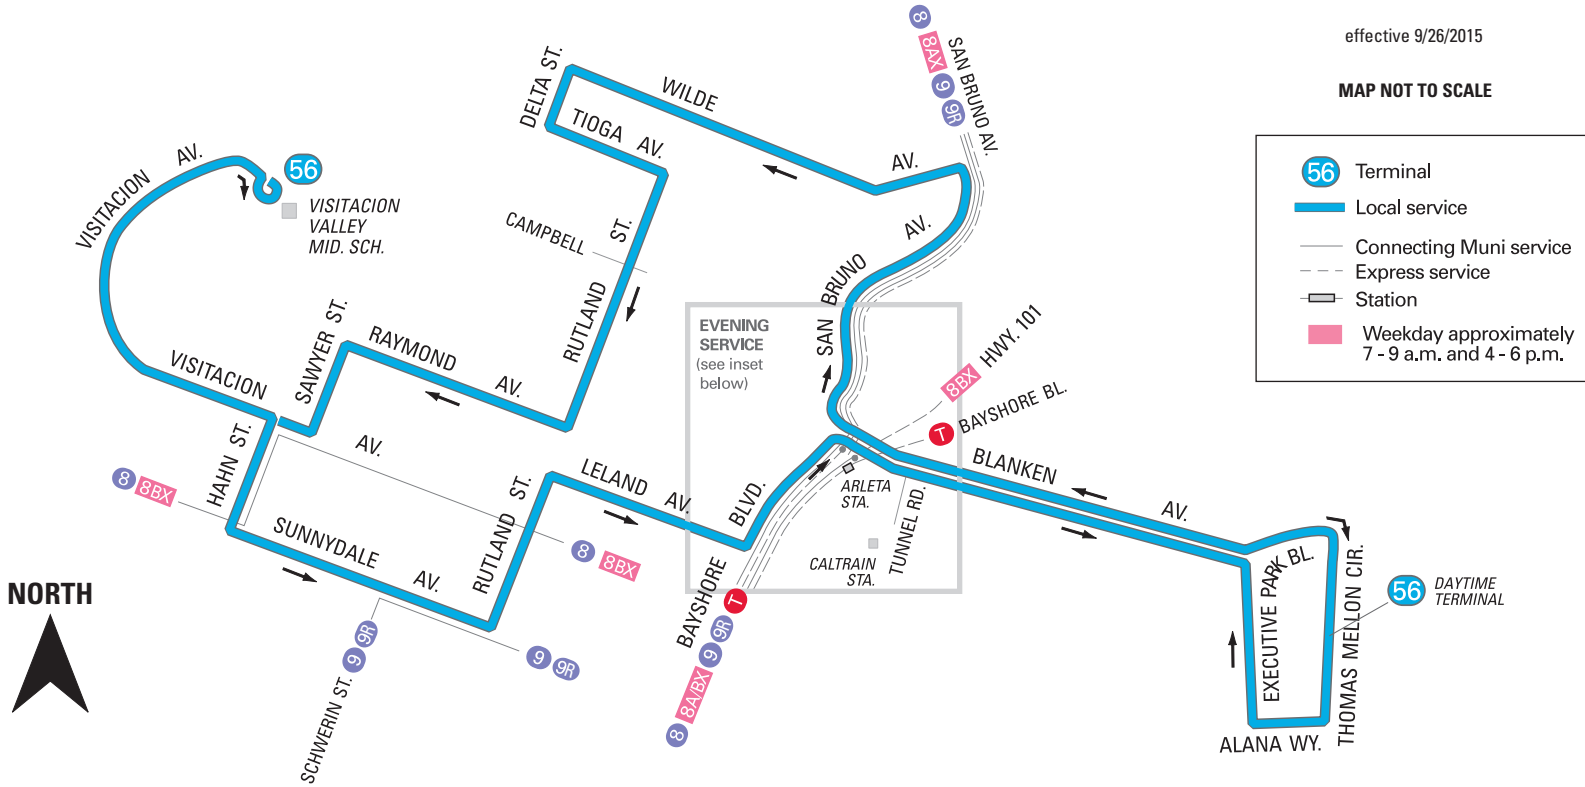 effective 9/26/2015
MAP NOT TO SCALE
56
Terminal
Local service
Connecting Muni service
Express service
Station
Weekday approximately
7 - 9 a.m. and 4 - 6 p.m.
8
8AX
9
9R
SAN BRUNO AV.
DELTA ST.
WILDE
AV.
TIOGA
AV.
VISITACION
AV.
56
VISITACION
VALLEY
MID. SCH.
CAMPBELL
RUTLAND
ST.
SAN BRUNO
AV.
EVENING
SERVICE
(see inset
below)
8BX
HWY. 101
T
BAYSHORE BL.
VISITACION
AV.
SAWYER ST.
RAYMOND
AV.
HAHN ST.
8
8BX
8
8BX
SUNNYDALE
AV.
RUTLAND
ST.
LELAND
AV.
BAYSHORE
BLVD.
ARLETA
STA.
TUNNEL RD.
CALTRAIN
STA.
BLANKEN
AV.
EXECUTIVE PARK BL.
THOMAS MELLON CIR.
ALANA WY.
56
DAYTIME
TERMINAL
NORTH
SCHWERIN ST.
9
9R
9
9R
T
8
8A/BX
9
9R